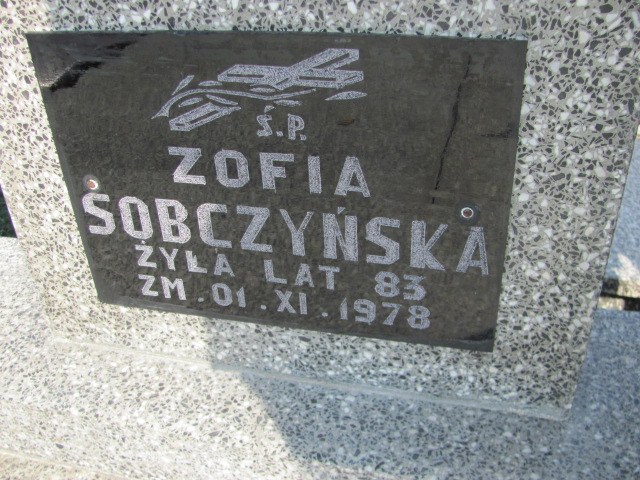 Ś.P.
ZOFIA
SOBCZYŃSKA
ŻYŁA LAT 83
ZM. 01. XI. 1978